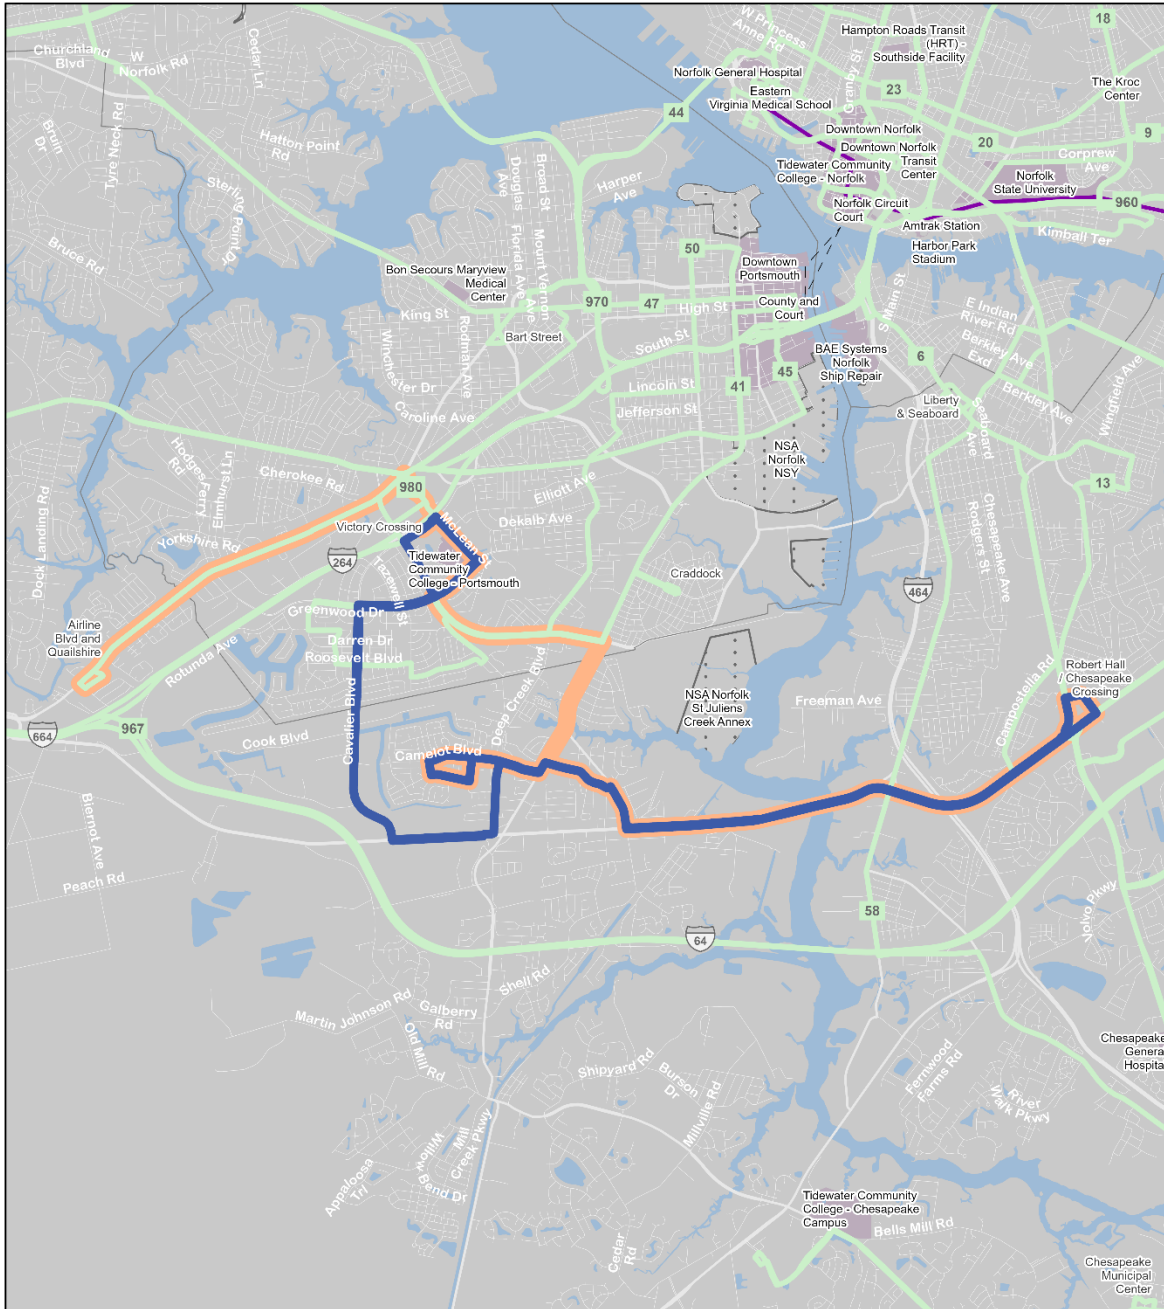 18
W Princess
Anne Rd
Hampton Roads Transit
(HRT) -
Southside Facility
Granby St
Churchland
Blvd
W
Norfolk Rd
Cedar Ln
Norfolk General Hospital
The Kroc
Center
23
Eastern
Virginia Medical School
44
Tyre Neck Rd
Bruin
Dr
Hatton Point
Rd
Downtown Norfolk
9
20
Downtown Norfolk
Transit
Center
Corprew
Ave
Tidewater Community
College - Norfolk
Norfolk
State University
Douglas
Ave
Broad St
Harper
Ave
Sterling Point Dr
Norfolk Circuit
Court
960
Amtrak Station
Kimball Ter
Harbor Park
Stadium
Bruce Rd
Florida Ave
Mount Vernon
Ave
50
Downtown
Portsmouth
Bon Secours Maryview
Medical
Center
970
47
High St
County and
Court
S Main St
E Indian
River Rd
King St
Bart Street
Winchester Dr
Rodman Ave
South St
BAE Systems
Norfolk
Ship Repair
6
Berkley Ave
Exd
Lincoln St
41
45
Berkley Ave
Wingfield Ave
Jefferson St
Caroline Ave
Liberty
& Seaboard
Seaboard
Ave
NSA
Norfolk
NSY
Hodges Ferry
Rd
Elmhurst Ln
Cherokee Rd
980
Elliott Ave
13
Dock Landing Rd
Victory Crossing
McLean St
Dekalb Ave
Chesapeake Ave
Rodgers St
Yorkshire Rd
264
Tidewater
Community
College - Portsmouth
Tazewell St
Craddock
464
Greenwood Dr
Airline
Blvd and
Quailshire
Darren Dr
Roosevelt Blvd
Rotunda Ave
Deep Creek Blvd
Campostella Rd
Robert Hall
/ Chesapeake
Crossing
NSA Norfolk
St Juliens
Creek Annex
Freeman Ave
Cavalier Blvd
664
967
Cook Blvd
Camelot Blvd
Biernot Ave
Peach Rd
58
Volvo Pkwy
64
Shell Rd
Martin Johnson Rd
Galberry
Rd
Old Mill Rd
Chesapeake
Genera
Hospita
Shipyard Rd
Burson
Dr
Fernwood
Farms Rd
River
Walk Pkwy
Millville Rd
Mill
Creek Pkwy
Willow
Bend Dr
Appaloosa
Trl
Tidewater Community
College - Chesapeake
Campus
Bells Mill Rd
Cedar
Rd
Chesapeake
Municipal
Center